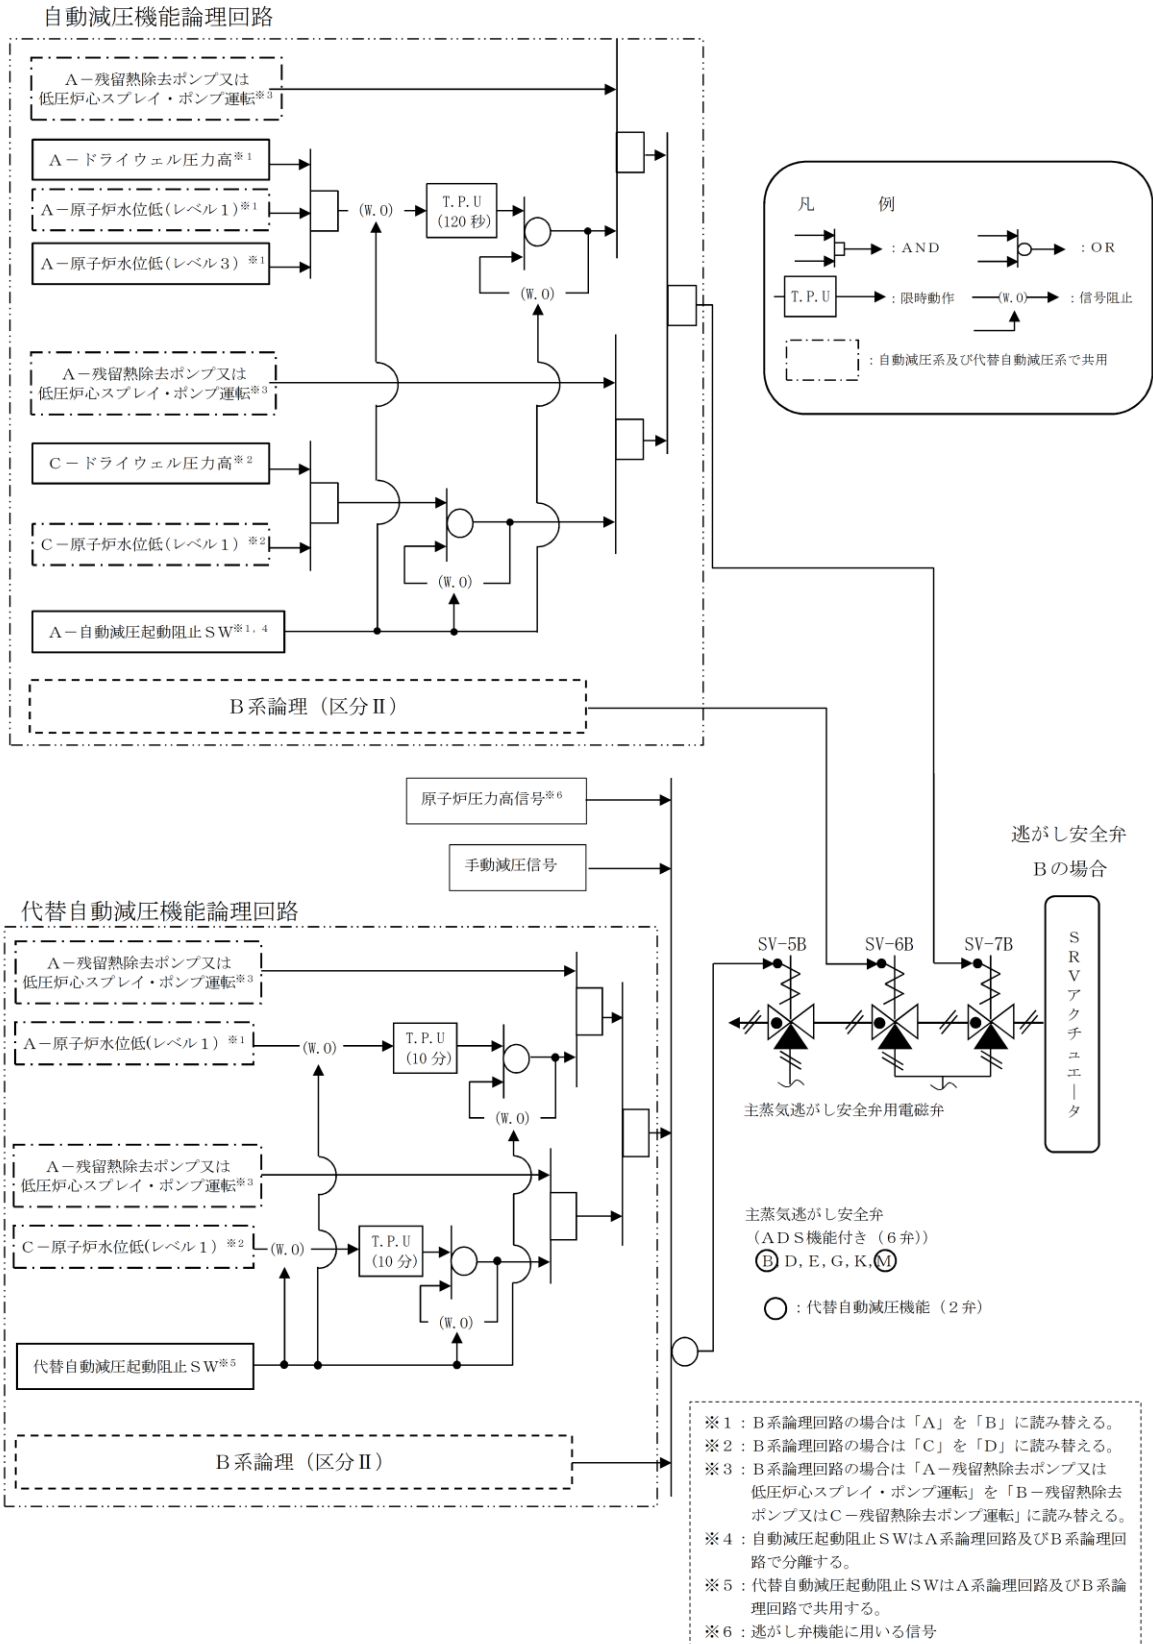 自動減圧機能論理回路
A－残留熱除去ポンプ又は
低圧炉心スプレイ・ポンプ運転※3
A－ドライウェル圧力高※1
A－原子炉水位低(レベル1)※1
A－原子炉水位低(レベル3)※1
(W.O)
T.P.U
(120秒)
(W.O)
A－残留熱除去ポンプ又は
低圧炉心スプレイ・ポンプ運転※3
C－ドライウェル圧力高※2
C－原子炉水位低(レベル1)※2
(W.O)
A－自動減圧起動阻止SW※1,4
B系論理（区分Ⅱ）
凡　例
：AND
：OR
T.P.U
：限時動作
(W.O)
：信号阻止
：自動減圧系及び代替自動減圧系で共用
原子炉圧力高信号※6
手動減圧信号
代替自動減圧機能論理回路
A－残留熱除去ポンプ又は
低圧炉心スプレイ・ポンプ運転※3
A－原子炉水位低(レベル1)※1
(W.O)
T.P.U
(10分)
(W.O)
A－残留熱除去ポンプ又は
低圧炉心スプレイ・ポンプ運転※3
C－原子炉水位低(レベル1)※2
(W.O)
T.P.U
(10分)
(W.O)
代替自動減圧起動阻止SW※5
B系論理（区分Ⅱ）
逃がし安全弁
Bの場合
SV-5B
SV-6B
SV-7B
SRVアクチュエータ
主蒸気逃がし安全弁用電磁弁
主蒸気逃がし安全弁
（ADS機能付き（6弁））
B,D,E,G,K,M
：代替自動減圧機能（2弁）
※1：B系論理回路の場合は「A」を「B」に読み替える。
※2：B系論理回路の場合は「C」を「D」に読み替える。
※3：B系論理回路の場合は「A－残留熱除去ポンプ又は
低圧炉心スプレイ・ポンプ運転」を「B－残留熱除去
ポンプ又はC－残留熱除去ポンプ運転」に読み替える。
※4：自動減圧起動阻止SWはA系論理回路及びB系論理回
路で分離する。
※5：代替自動減圧起動阻止SWはA系論理回路及びB系論
理回路で共用する。
※6：逃がし弁機能に用いる信号